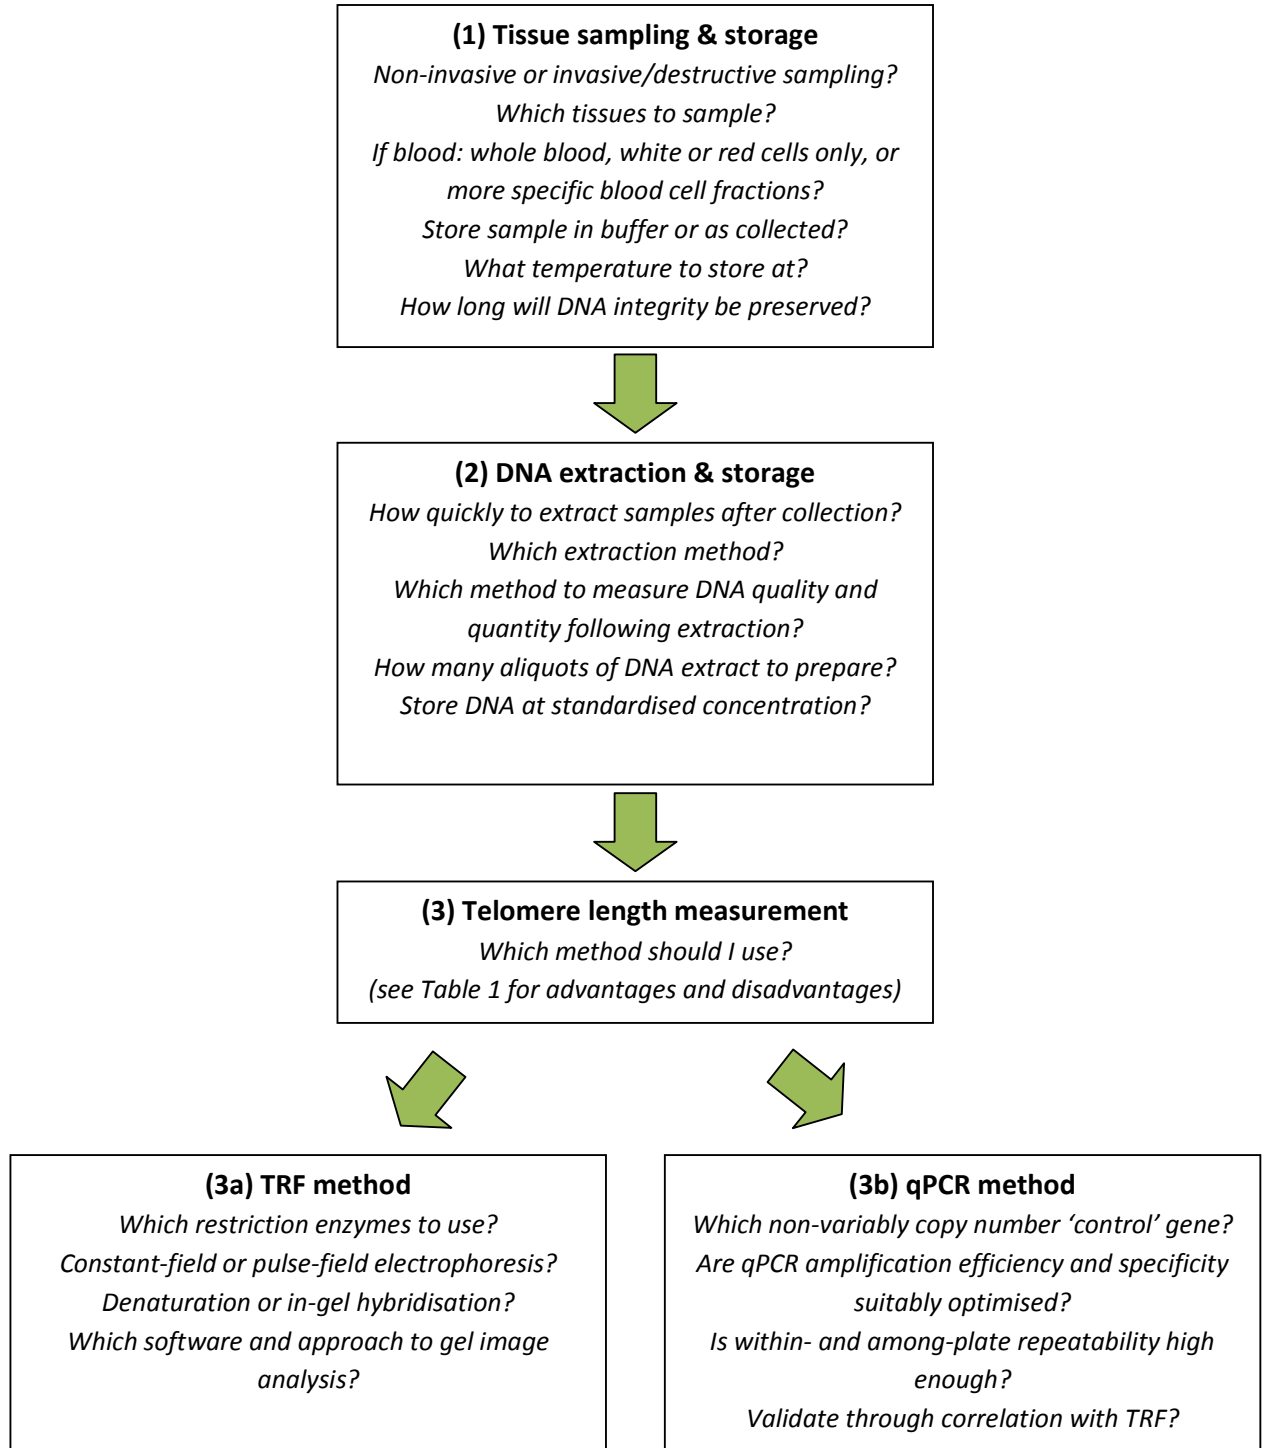 (1) Tissue sampling & storage
Non-invasive or invasive/destructive sampling?
Which tissues to sample?
If blood: whole blood, white or red cells only, or
more specific blood cell fractions?
Store sample in buffer or as collected?
What temperature to store at?
How long will DNA integrity be preserved?
(2) DNA extraction & storage
How quickly to extract samples after collection?
Which extraction method?
Which method to measure DNA quality and
quantity following extraction?
How many aliquots of DNA extract to prepare?
Store DNA at standardised concentration?
(3) Telomere length measurement
Which method should I use?
(see Table 1 for advantages and disadvantages)
(3a) TRF method
Which restriction enzymes to use?
Constant-field or pulse-field electrophoresis?
Denaturation or in-gel hybridisation?
Which software and approach to gel image
analysis?
(3b) qPCR method
Which non-variably copy number ‘control’ gene?
Are qPCR amplification efficiency and specificity
suitably optimised?
Is within- and among-plate repeatability high
enough?
Validate through correlation with TRF?